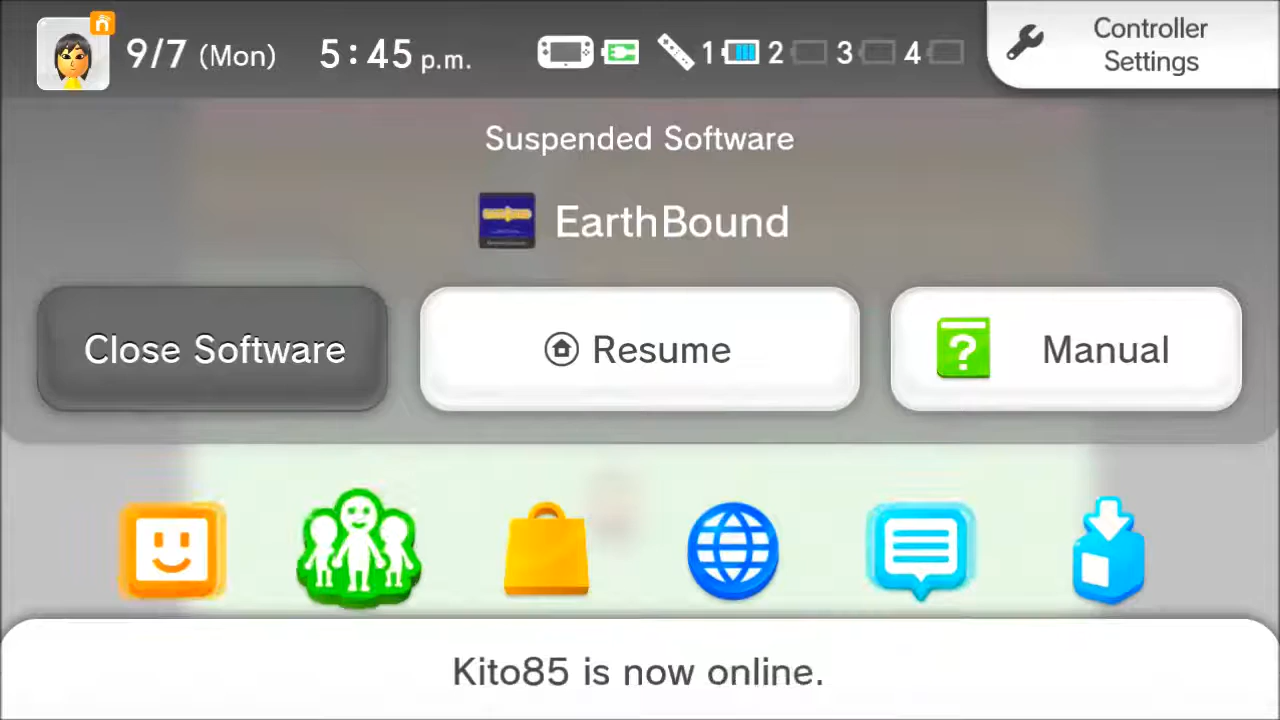 9/7 (Mon) 5:45 p.m. 1 2 3 4
Controller
Settings
Suspended Software
EarthBound
Close Software
Resume
? Manual
Kito85 is now online.